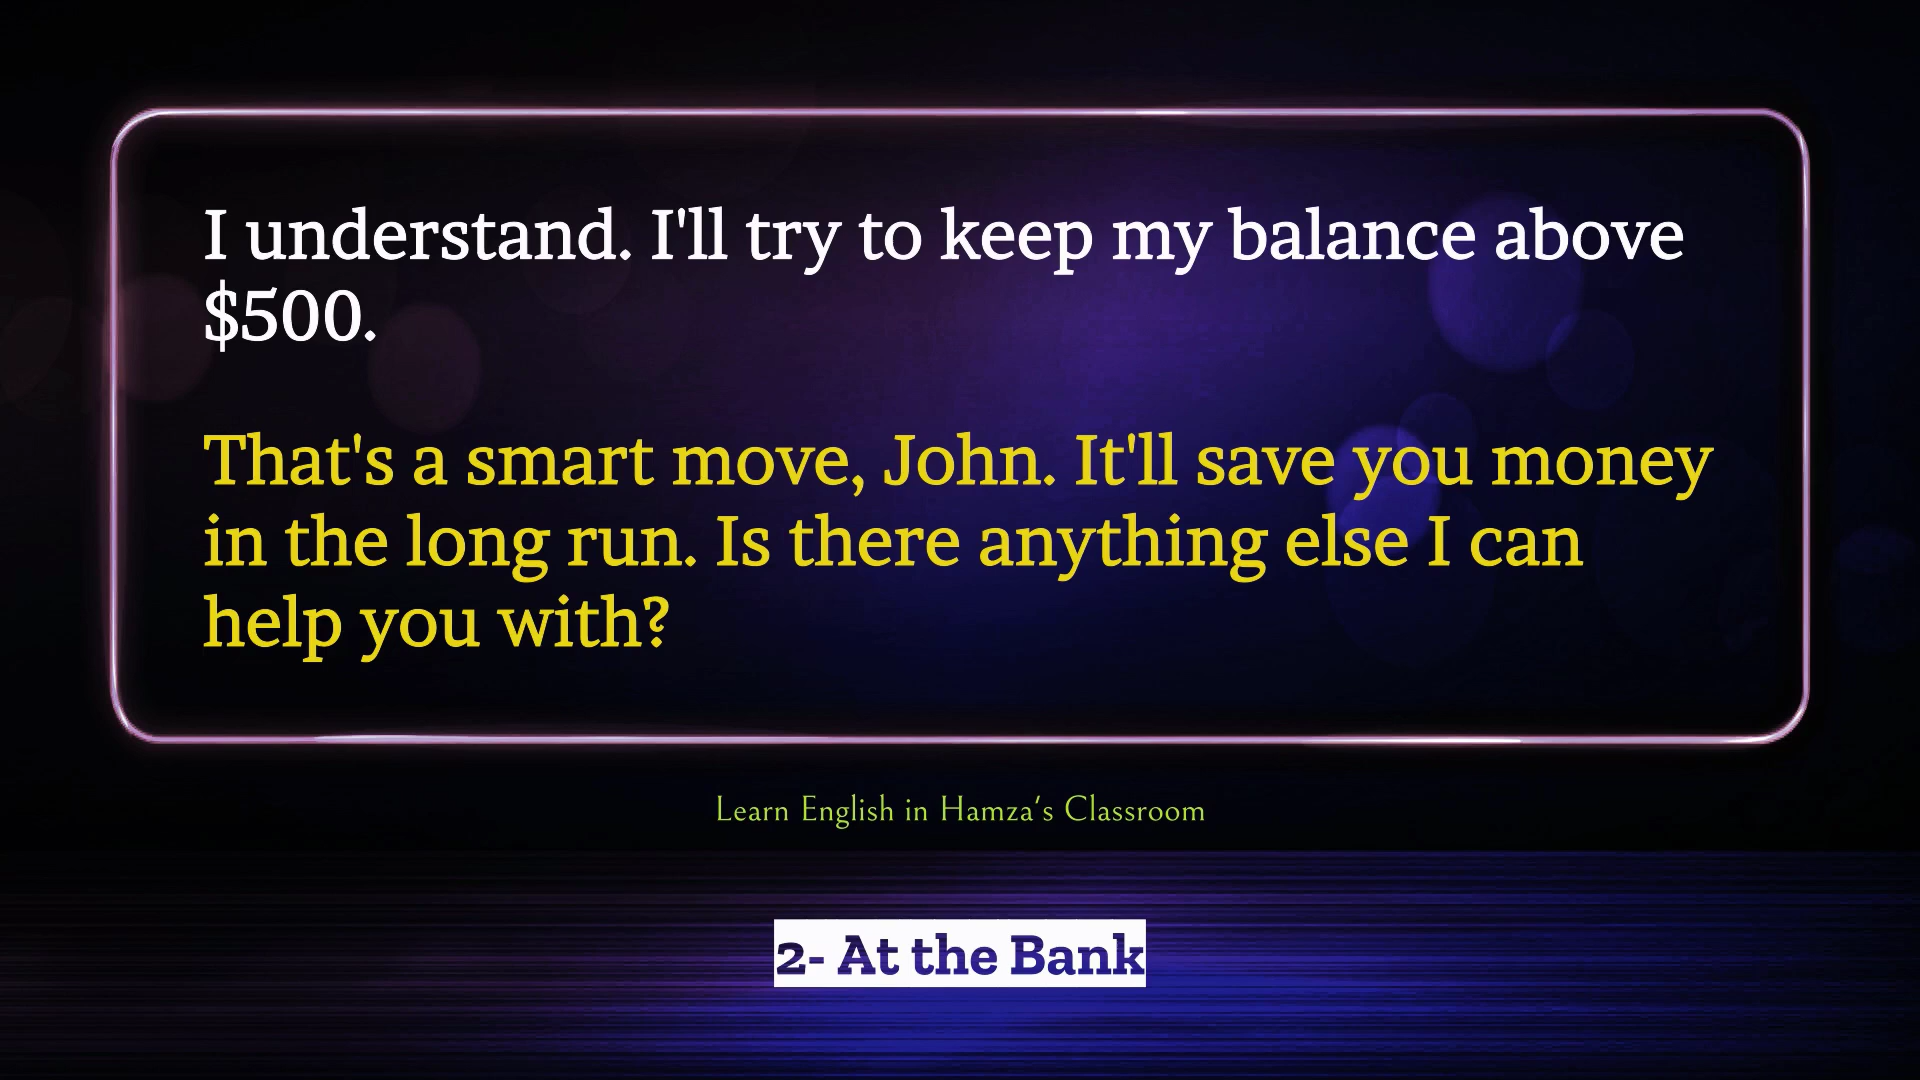 I understand. I'll try to keep my balance above
$500.
That's a smart move, John. It'll save you money
in the long run. Is there anything else I can
help you with?
Learn English in Hamza's Classroom
2- At the Bank